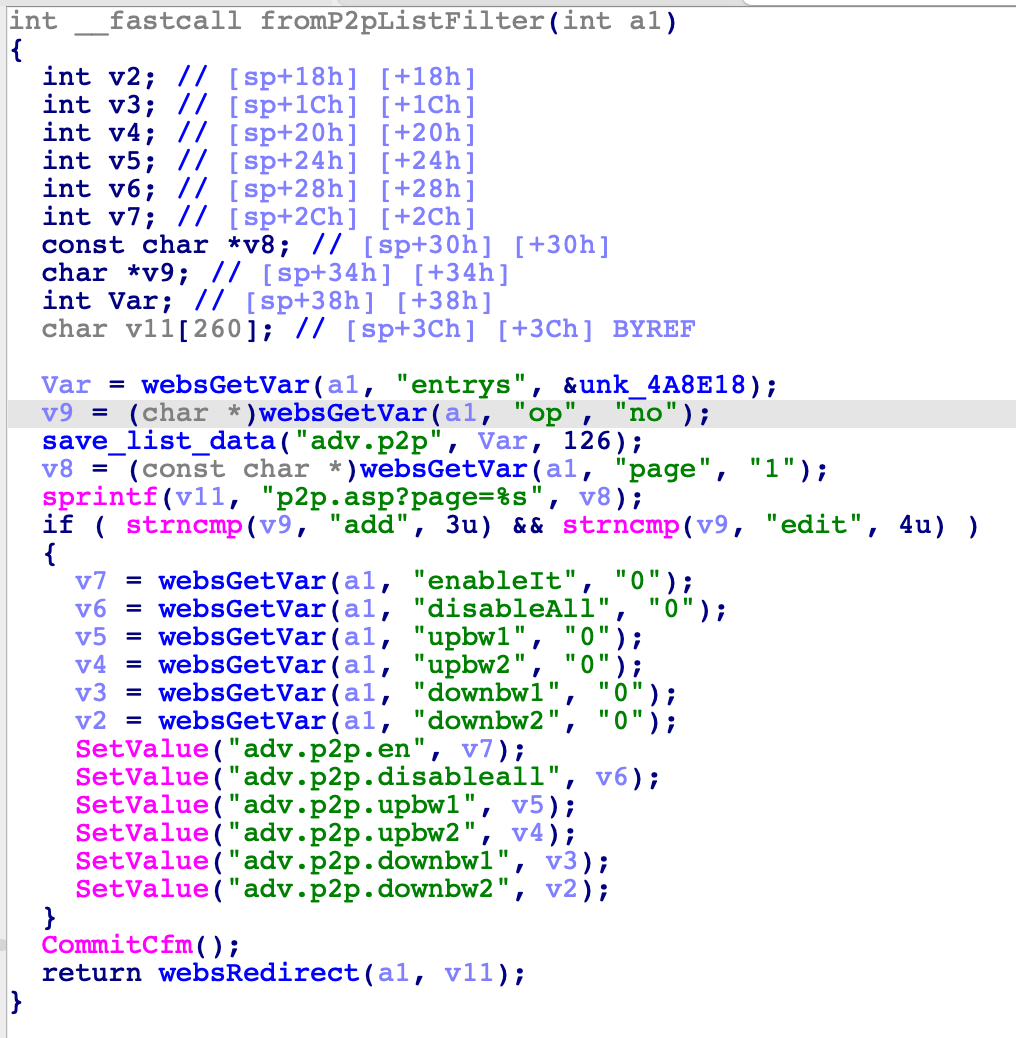 int __fastcall fromP2pListFilter(int a1)
{
  int v2; // [sp+18h] [+18h]
  int v3; // [sp+1Ch] [+1Ch]
  int v4; // [sp+20h] [+20h]
  int v5; // [sp+24h] [+24h]
  int v6; // [sp+28h] [+28h]
  int v7; // [sp+2Ch] [+2Ch]
  const char *v8; // [sp+30h] [+30h]
  char *v9; // [sp+34h] [+34h]
  int Var; // [sp+38h] [+38h]
  char v11[260]; // [sp+3Ch] [+3Ch] BYREF

  Var = websGetVar(a1, "entrys", &unk_4A8E18);
  v9 = (char *)websGetVar(a1, "op", "no");
  save_list_data("adv.p2p", Var, 126);
  v8 = (const char *)websGetVar(a1, "page", "1");
  sprintf(v11, "p2p.asp?page=%s", v8);
  if ( strncmp(v9, "add", 3u) && strncmp(v9, "edit", 4u) )
  {
    v7 = websGetVar(a1, "enableIt", "0");
    v6 = websGetVar(a1, "disableAll", "0");
    v5 = websGetVar(a1, "upbw1", "0");
    v4 = websGetVar(a1, "upbw2", "0");
    v3 = websGetVar(a1, "downbw1", "0");
    v2 = websGetVar(a1, "downbw2", "0");
    SetValue("adv.p2p.en", v7);
    SetValue("adv.p2p.disableall", v6);
    SetValue("adv.p2p.upbw1", v5);
    SetValue("adv.p2p.upbw2", v4);
    SetValue("adv.p2p.downbw1", v3);
    SetValue("adv.p2p.downbw2", v2);
  }
  CommitCfm();
  return websRedirect(a1, v11);
}